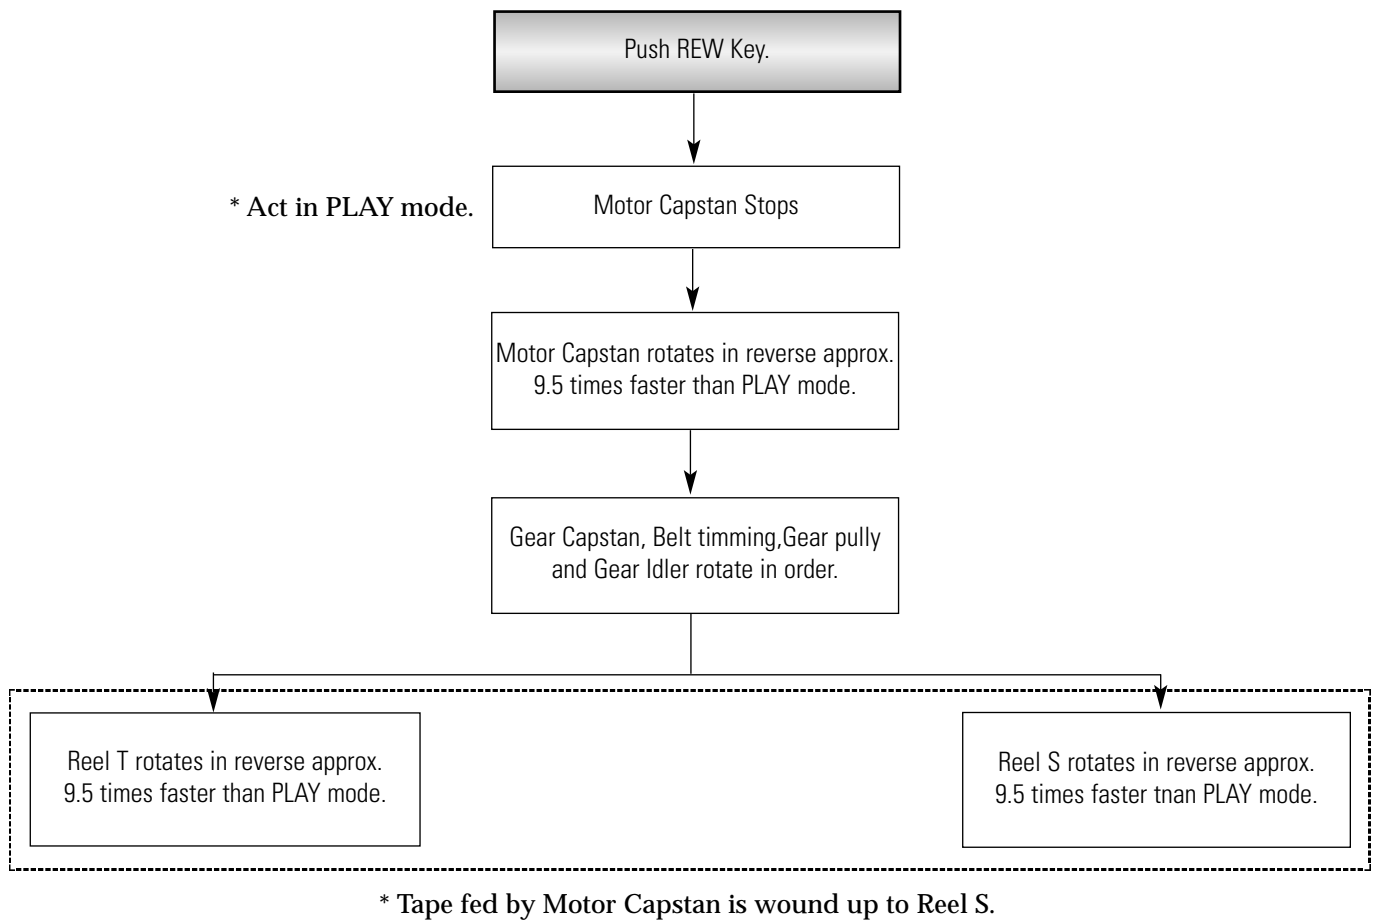 Push REW Key.
* Act in PLAY mode.
Motor Capstan Stops
Motor Capstan rotates in reverse approx.
9.5 times faster than PLAY mode.
Gear Capstan, Belt timming,Gear pully
and Gear Idler rotate in order.
Reel T rotates in reverse approx.
9.5 times faster than PLAY mode.
Reel S rotates in reverse approx.
9.5 times faster tnan PLAY mode.
* Tape fed by Motor Capstan is wound up to Reel S.